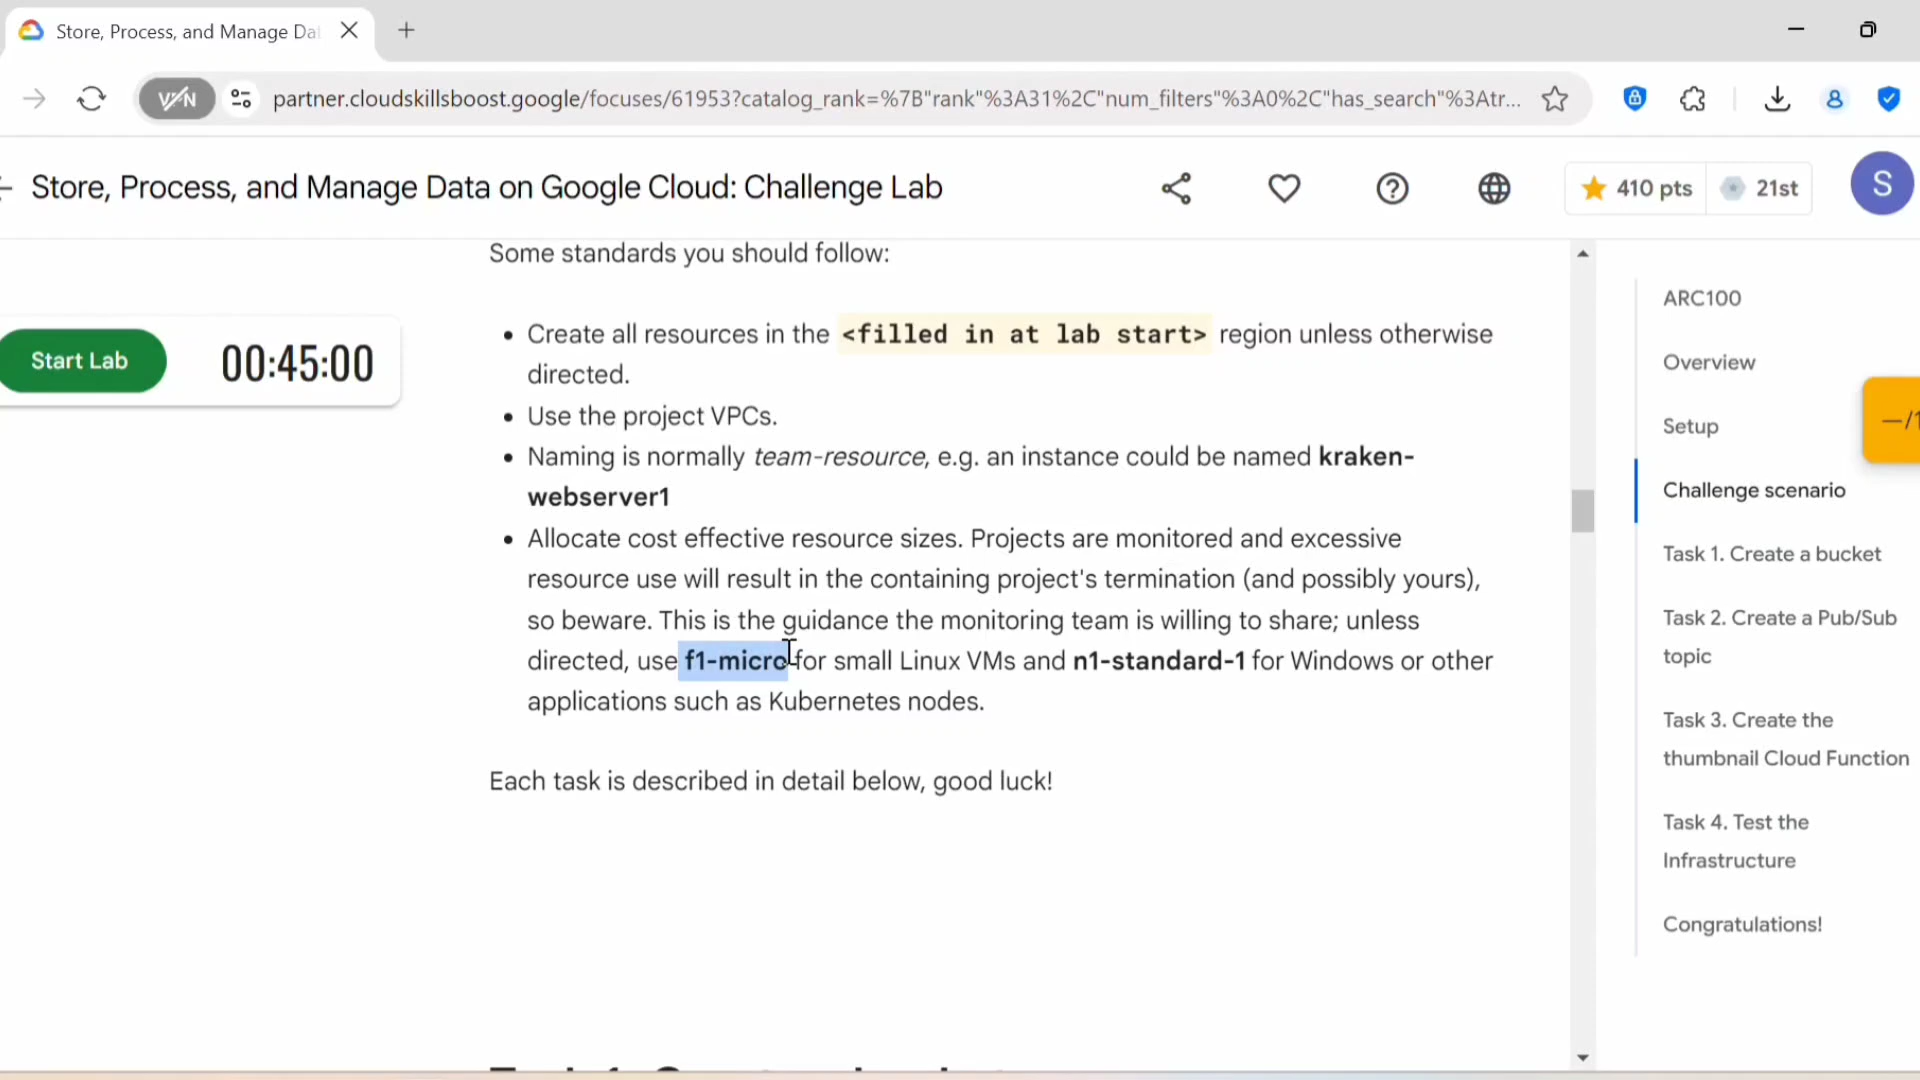 Store, Process, and Manage Da
VPN
partner.cloudskillsboost.google/focuses/61953?catalog_rank=%7B"rank"%3A31%2C"num_filters"%3A0%2C"has_search"%3Atr...
Store, Process, and Manage Data on Google Cloud: Challenge Lab
410 pts
21st
S
Start Lab
00:45:00
Some standards you should follow:
• Create all resources in the <filled in at lab start> region unless otherwise
directed.
• Use the project VPCs.
• Naming is normally team-resource, e.g. an instance could be named kraken-
webserver1
• Allocate cost effective resource sizes. Projects are monitored and excessive
resource use will result in the containing project's termination (and possibly yours),
so beware. This is the guidance the monitoring team is willing to share; unless
directed, use f1-micro for small Linux VMs and n1-standard-1 for Windows or other
applications such as Kubernetes nodes.
Each task is described in detail below, good luck!
ARC100
Overview
Setup
Challenge scenario
Task 1. Create a bucket
Task 2. Create a Pub/Sub
topic
Task 3. Create the
thumbnail Cloud Function
Task 4. Test the
Infrastructure
Congratulations!
—/1